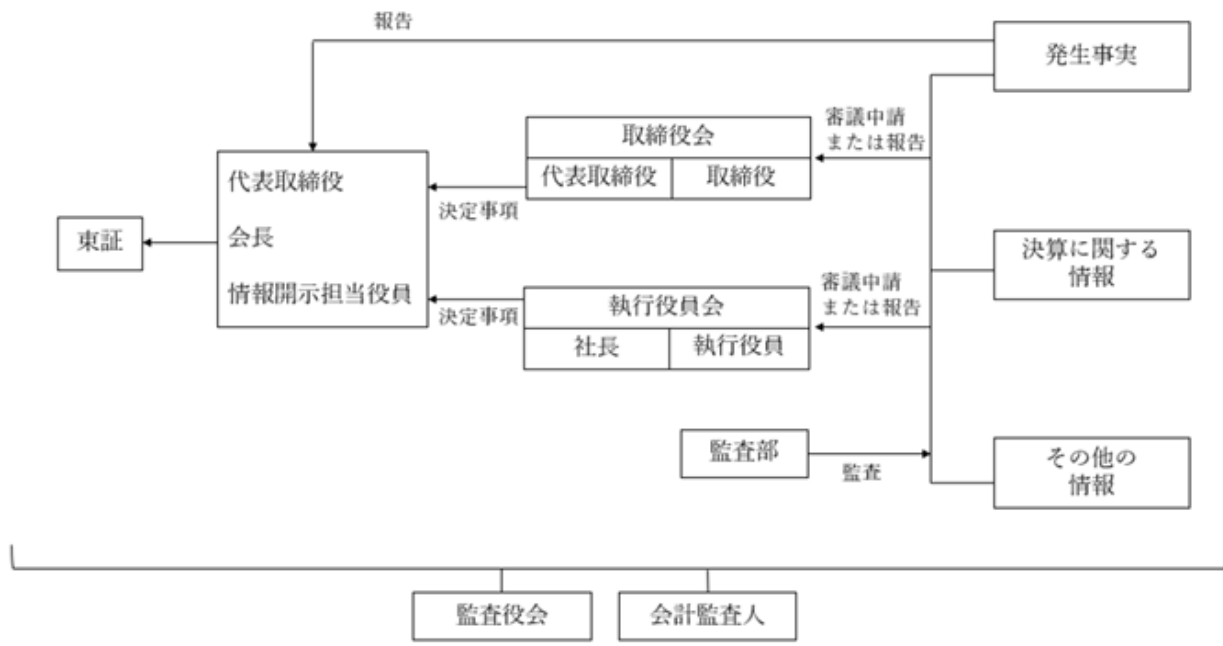 報告
発生事実
審議申請
または報告
取締役会
代表取締役
取締役
代表取締役
会長
情報開示担当役員
決定事項
東証
決算に関する
情報
審議申請
または報告
執行役員会
社長
執行役員
決定事項
監査部
監査
その他の
情報
監査役会
会計監査人